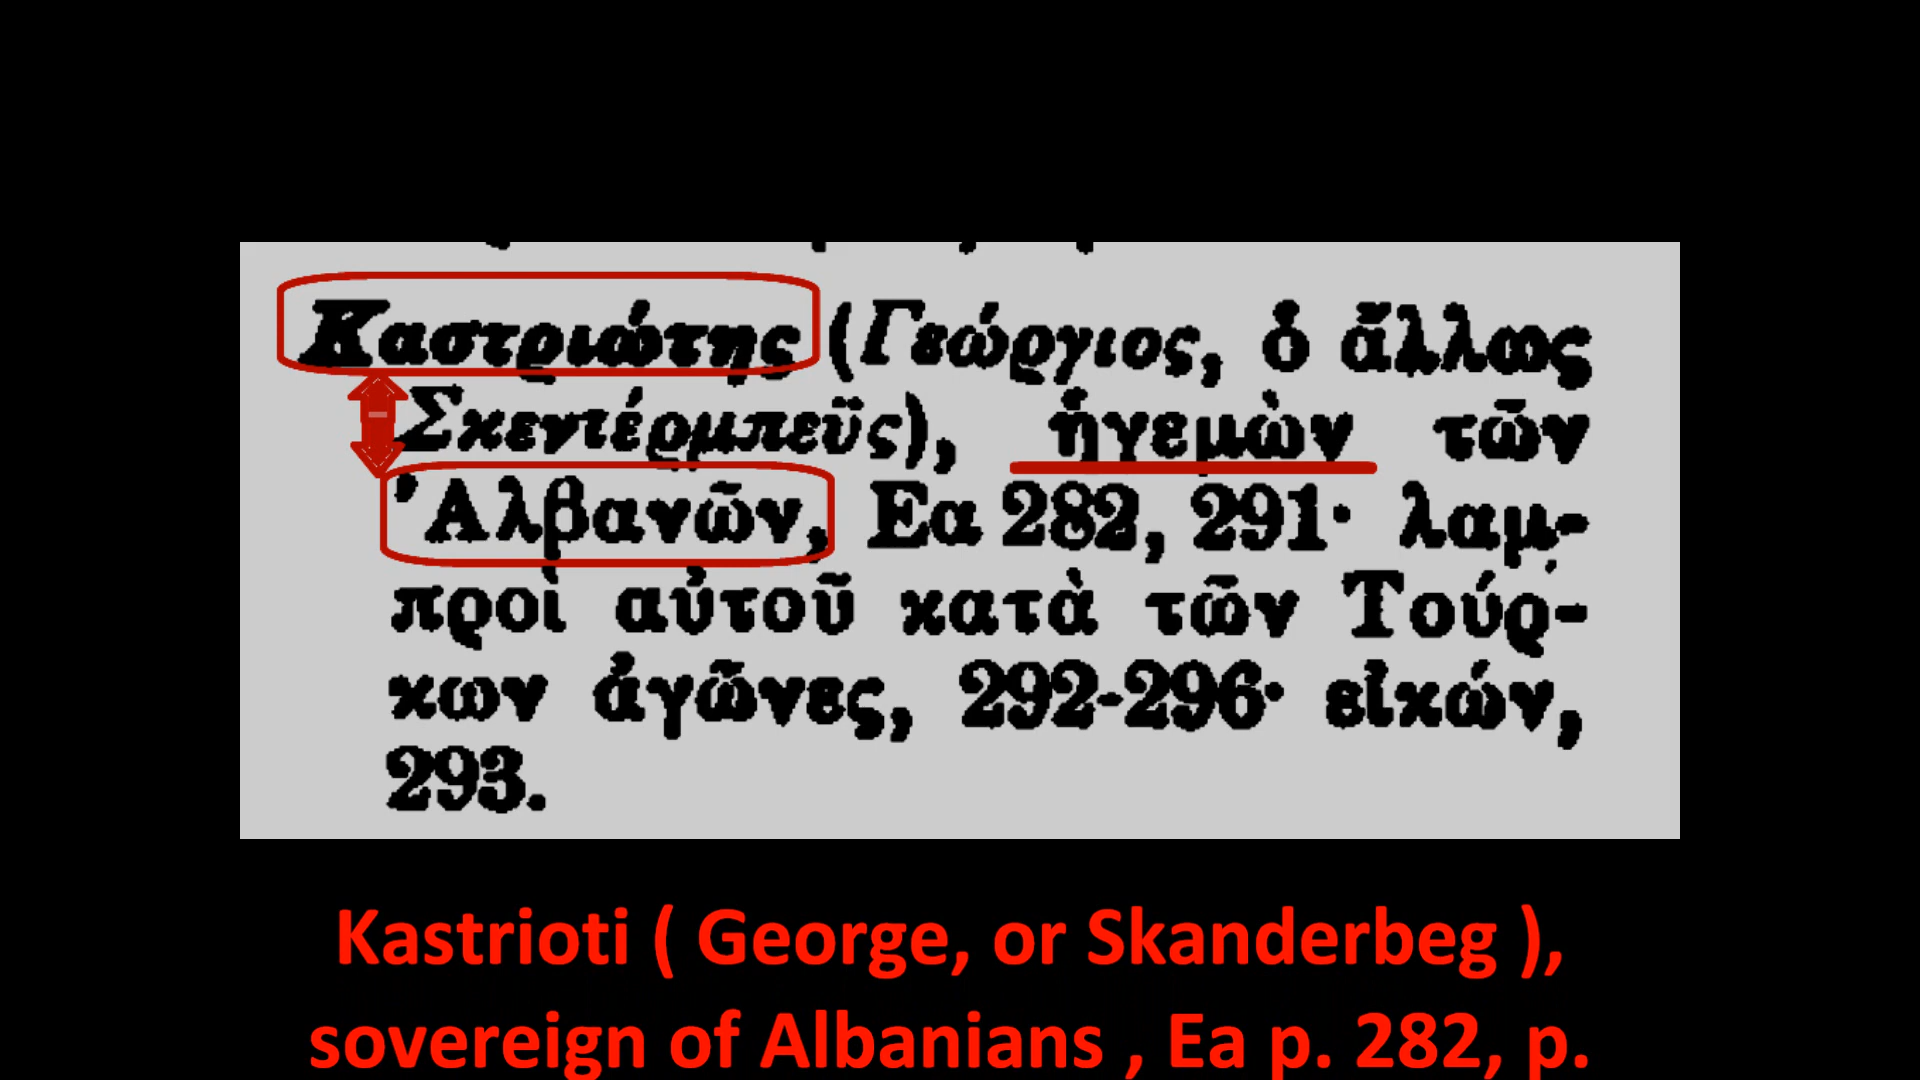 Καστριώτης (Γεώργιος, ὁ ἄλλως
Σκεντέρμπεΰς), ἡγεμὼν τῶν
Ἀλβανῶν, Εα 282, 291· λαμ-
προὶ αὐτοῦ κατὰ τῶν Τούρ-
κων ἀγῶνες, 292-296· εἰκών,
293.
Kastrioti ( George, or Skanderbeg ),
sovereign of Albanians , Ea p. 282, p.